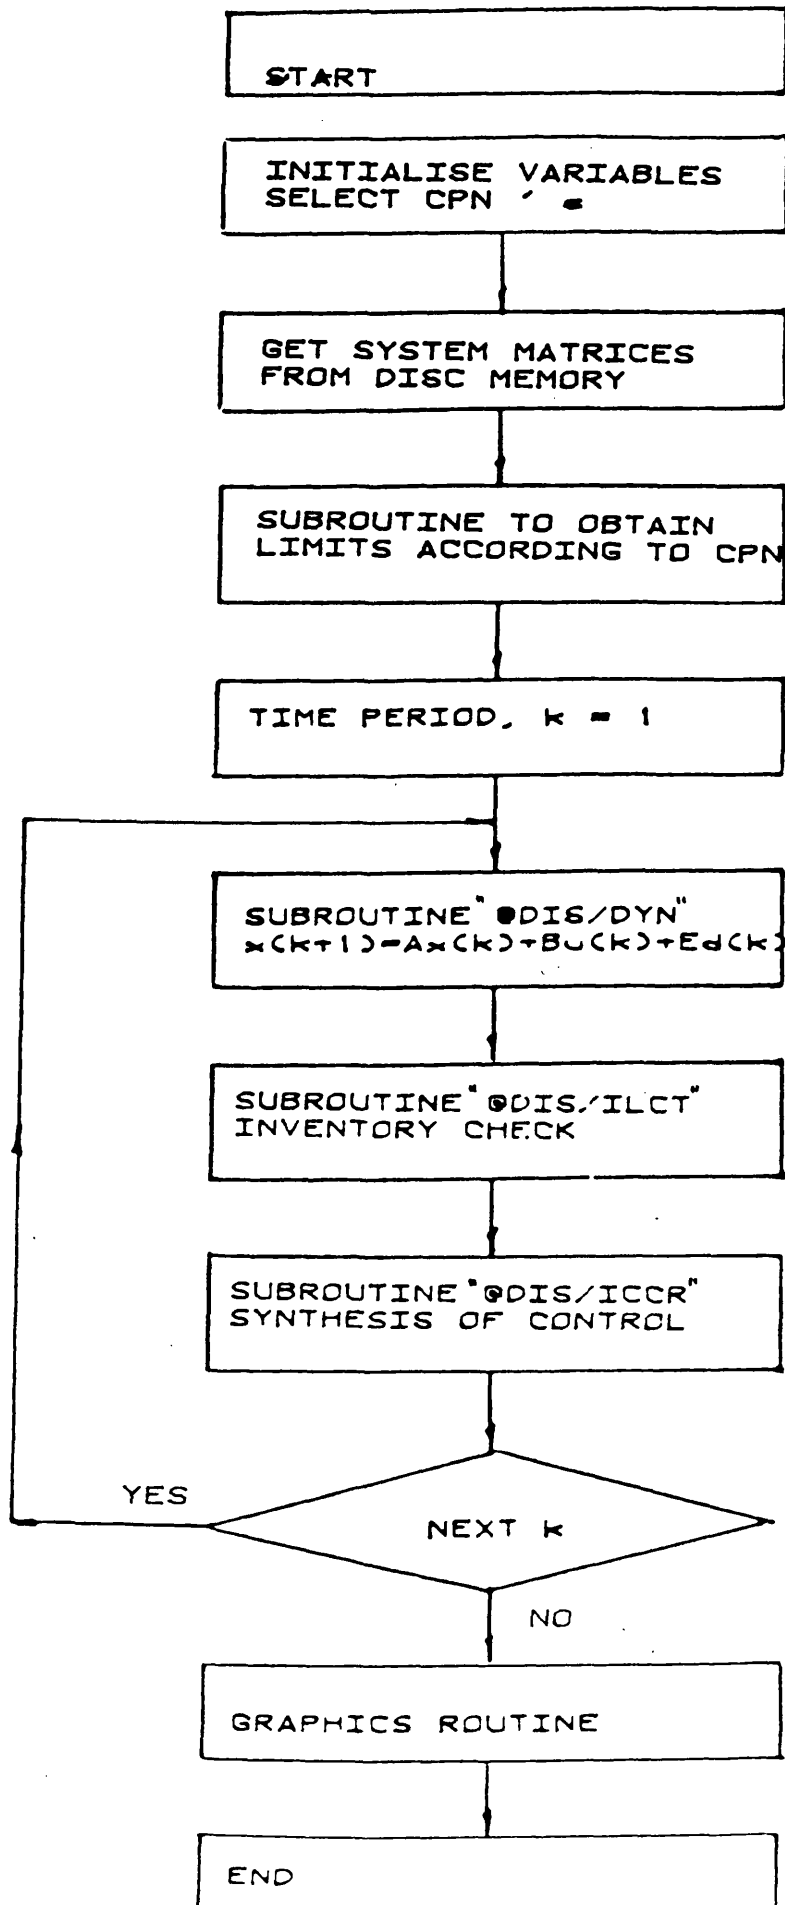 START
INITIALISE VARIABLES
SELECT CPN '
GET SYSTEM MATRICES
FROM DISC MEMORY
SUBROUTINE TO OBTAIN
LIMITS ACCORDING TO CPN
TIME PERIOD, k = 1
SUBROUTINE "@DIS/DYN"
x(k+1)=Ax(k)+Bu(k)+Ed(k)
SUBROUTINE "@DIS/ILCT"
INVENTORY CHECK
SUBROUTINE "@DIS/ICCR"
SYNTHESIS OF CONTROL
YES
NEXT k
NO
GRAPHICS ROUTINE
END